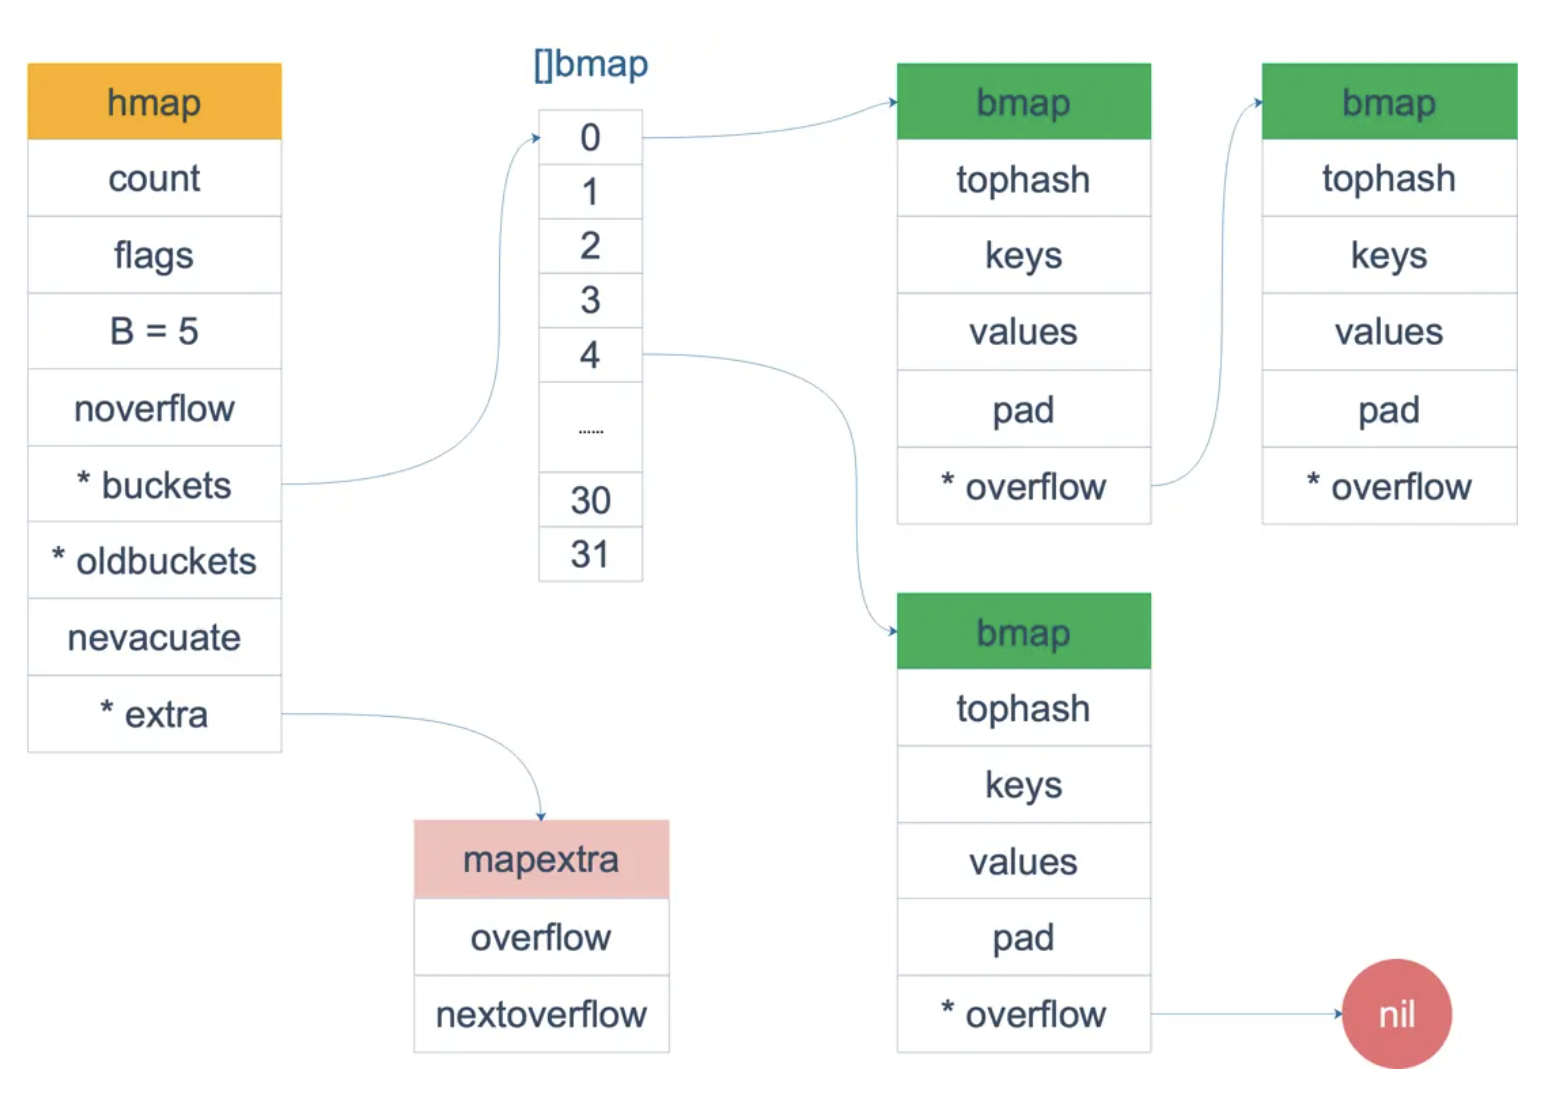 hmap
count
flags
B = 5
noverflow
* buckets
* oldbuckets
nevacuate
* extra
[]bmap
0
1
2
3
4
......
30
31
bmap
tophash
keys
values
pad
* overflow
bmap
tophash
keys
values
pad
* overflow
bmap
tophash
keys
values
pad
* overflow
nil
mapextra
overflow
nextoverflow